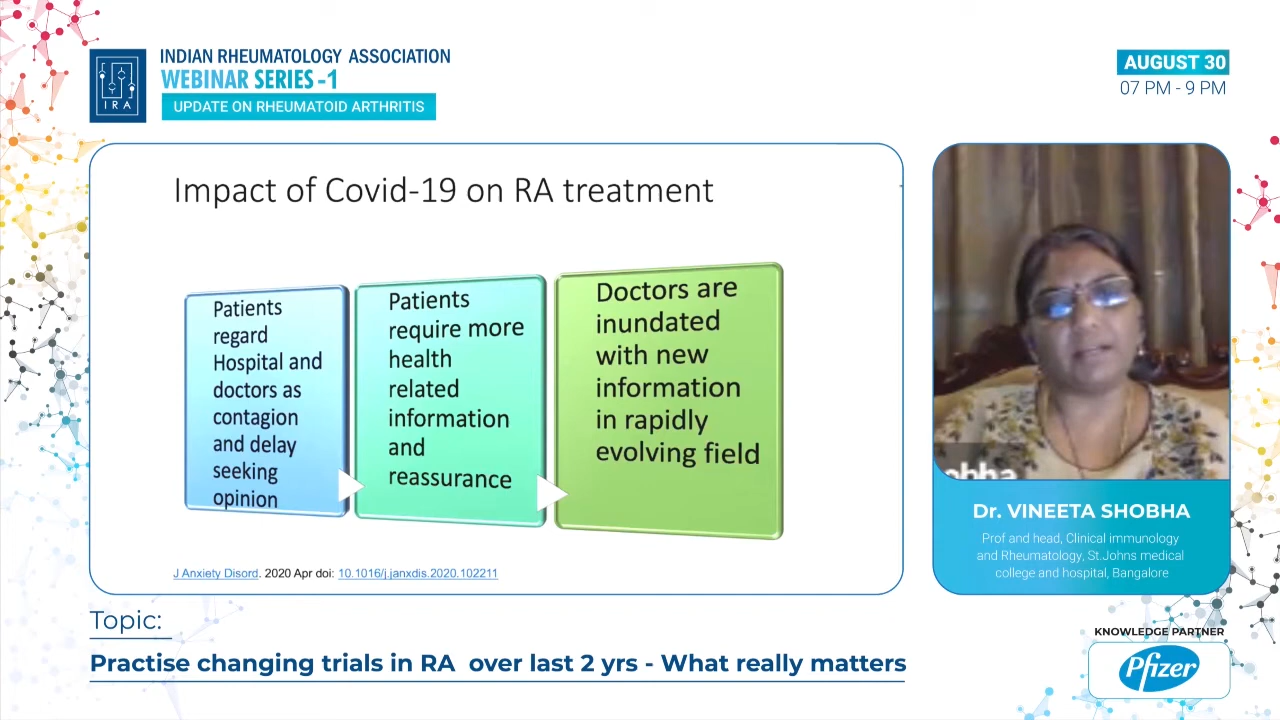 INDIAN RHEUMATOLOGY ASSOCIATION
WEBINAR SERIES -1
UPDATE ON RHEUMATOID ARTHRITIS
IRA
AUGUST 30
07 PM - 9 PM
Impact of Covid-19 on RA treatment
Patients
regard
Hospital and
doctors as
contagion
and delay
seeking
opinion
Patients
require more
health
related
information
and
reassurance
Doctors are
inundated
with new
information
in rapidly
evolving field
J Anxiety Disord. 2020 Apr doi: 10.1016/j.janxdis.2020.102211
Dr. VINEETA SHOBHA
Prof and head, Clinical immunology
and Rheumatology, St.Johns medical
college and hospital, Bangalore
Topic:
Practise changing trials in RA over last 2 yrs - What really matters
KNOWLEDGE PARTNER
Pfizer